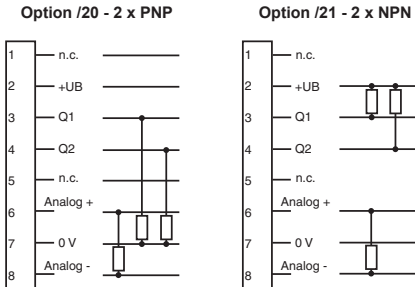 Option /20 - 2 x PNP
1 n.c.
2 +UB
3 Q1
4 Q2
5 n.c.
6 Analog +
7 0 V
8 Analog -
Option /21 - 2 x NPN
1 n.c.
2 +UB
3 Q1
4 Q2
5 n.c.
6 Analog +
7 0 V
8 Analog -